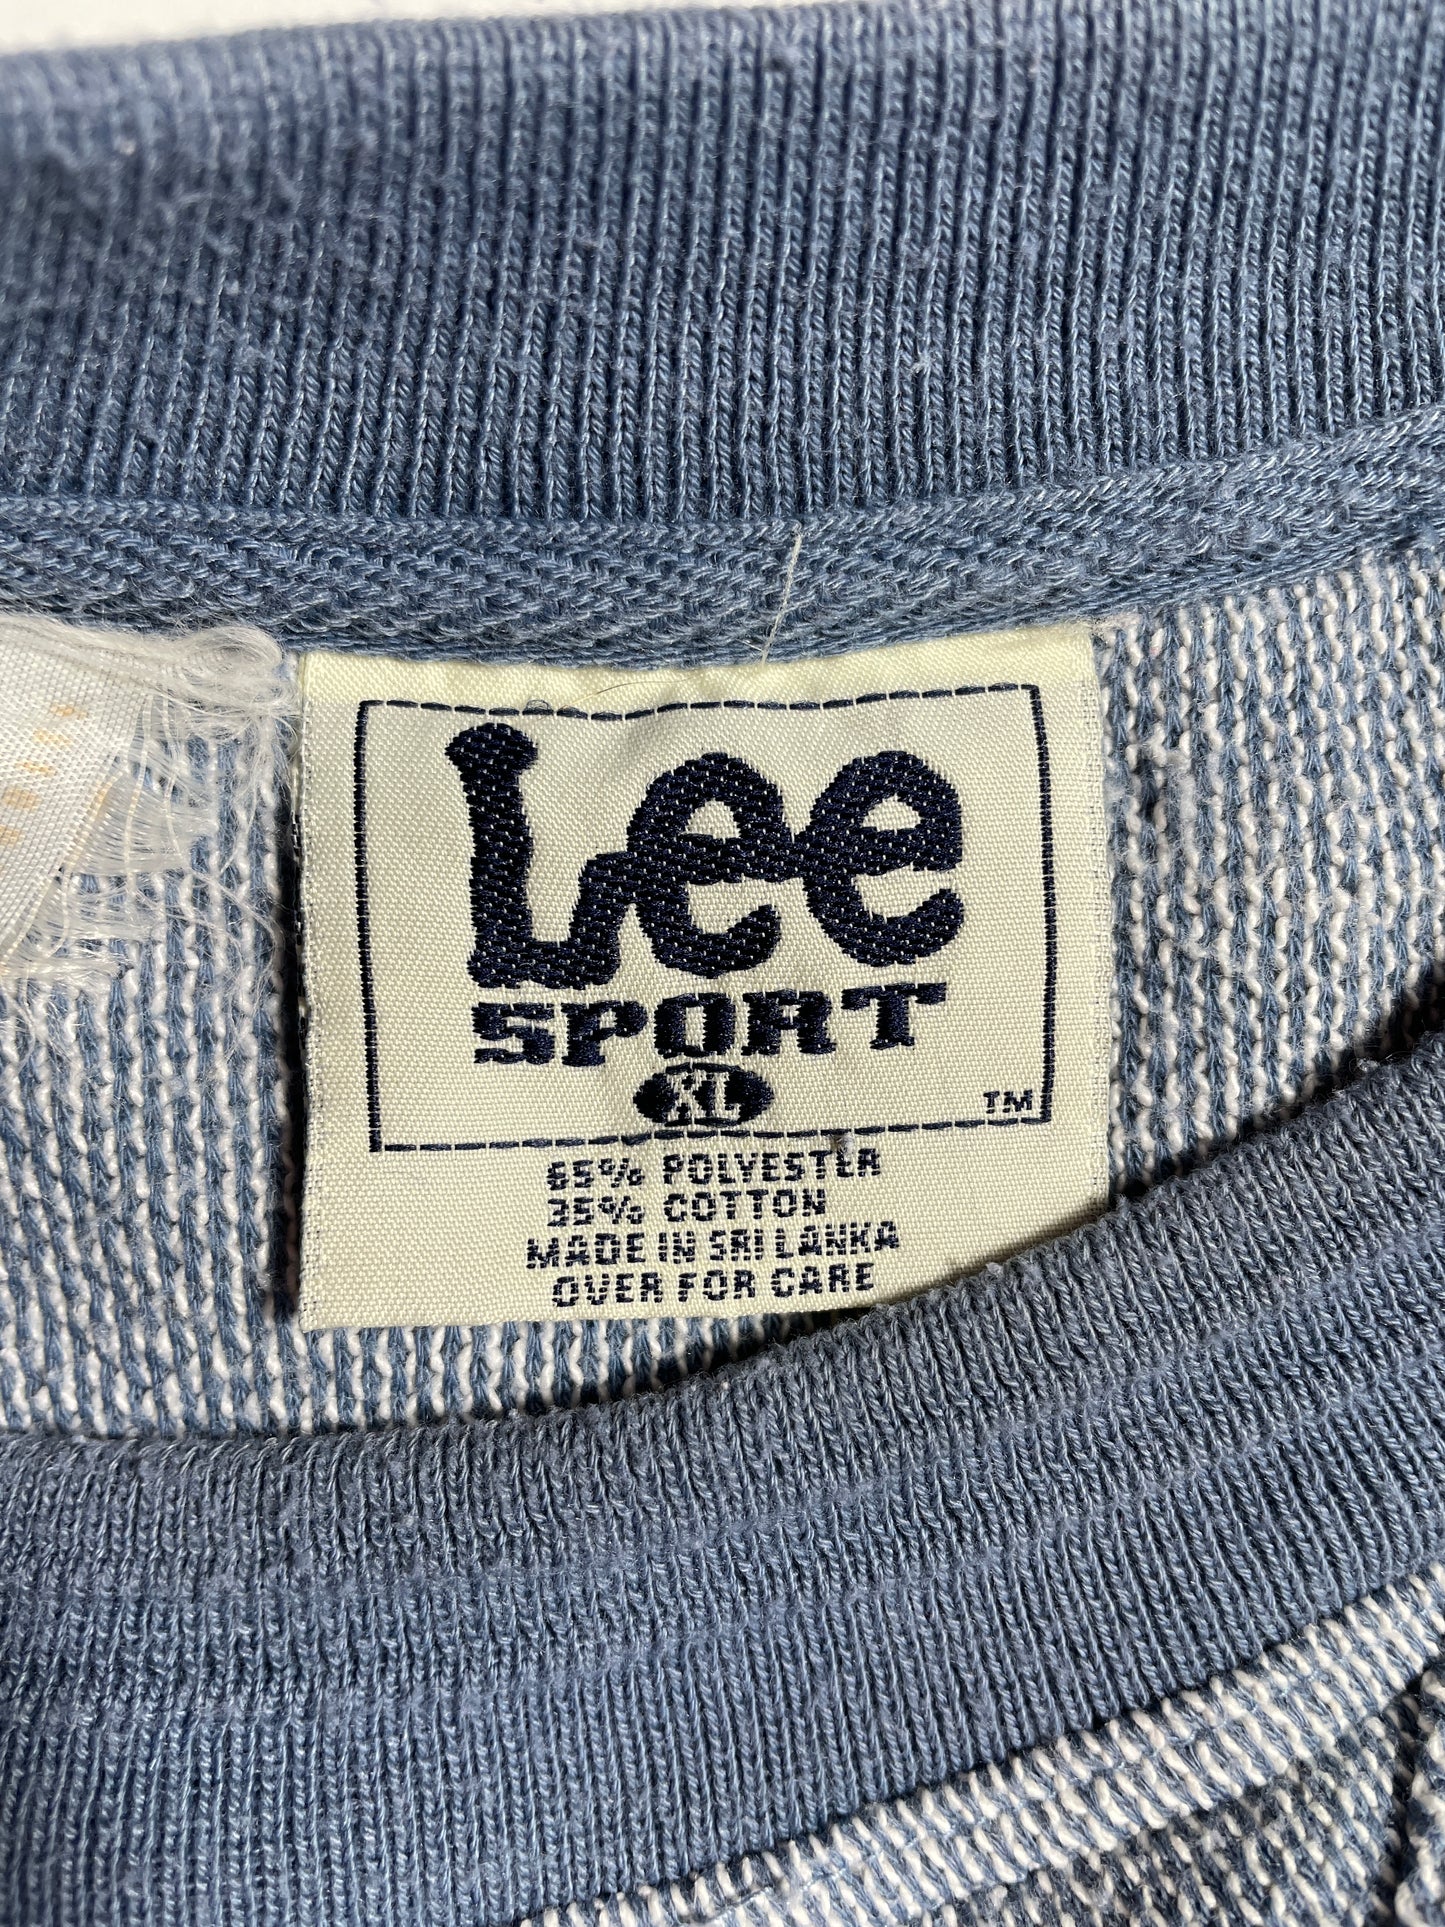 Lee
SPORT
XL
TM
65% POLYESTER
35% COTTON
MADE IN SRI LANKA
OVER FOR CARE